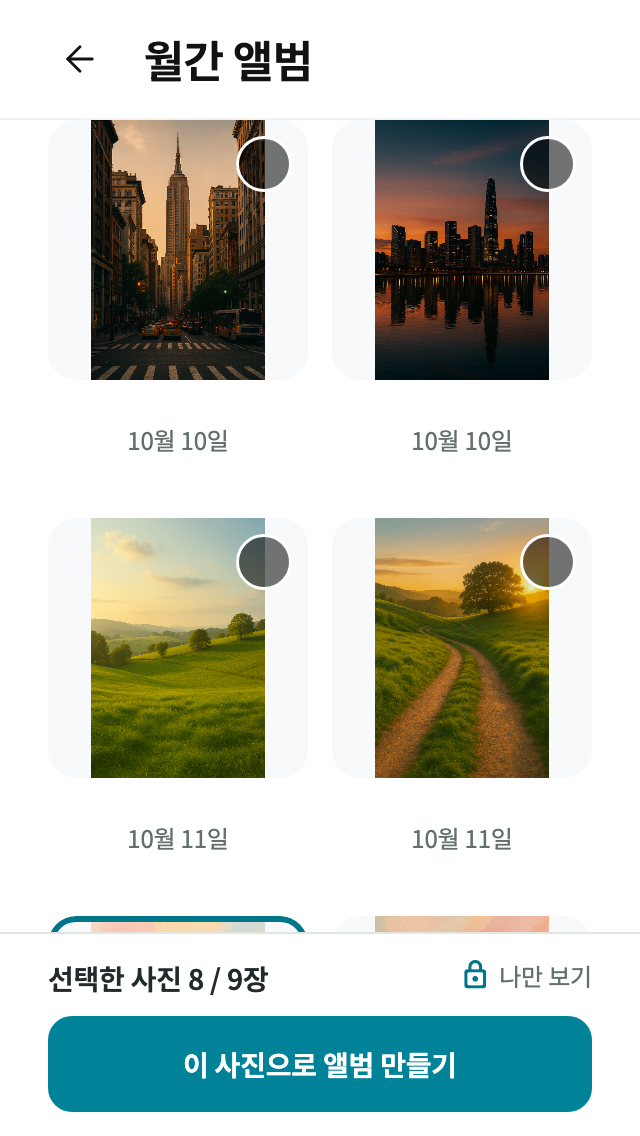 월간 앨범
10월 10일
10월 10일
10월 11일
10월 11일
선택한 사진 8 / 9장
나만 보기
이 사진으로 앨범 만들기